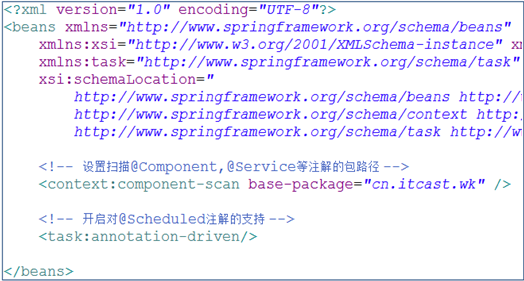 <?xml version="1.0" encoding="UTF-8"?>
<beans xmlns="http://www.springframework.org/schema/beans"
xmlns:xsi="http://www.w3.org/2001/XMLSchema-instance"
xmlns:task="http://www.springframework.org/schema/task"
xsi:schemaLocation="
http://www.springframework.org/schema/beans
http://www.springframework.org/schema/context
http://www.springframework.org/schema/task
<!-- 设置扫描@Component,@Service等注解的包路径 -->
<context:component-scan base-package="cn.itcast.wk" />
<!-- 开启对@Scheduled注解的支持 -->
<task:annotation-driven/>
</beans>